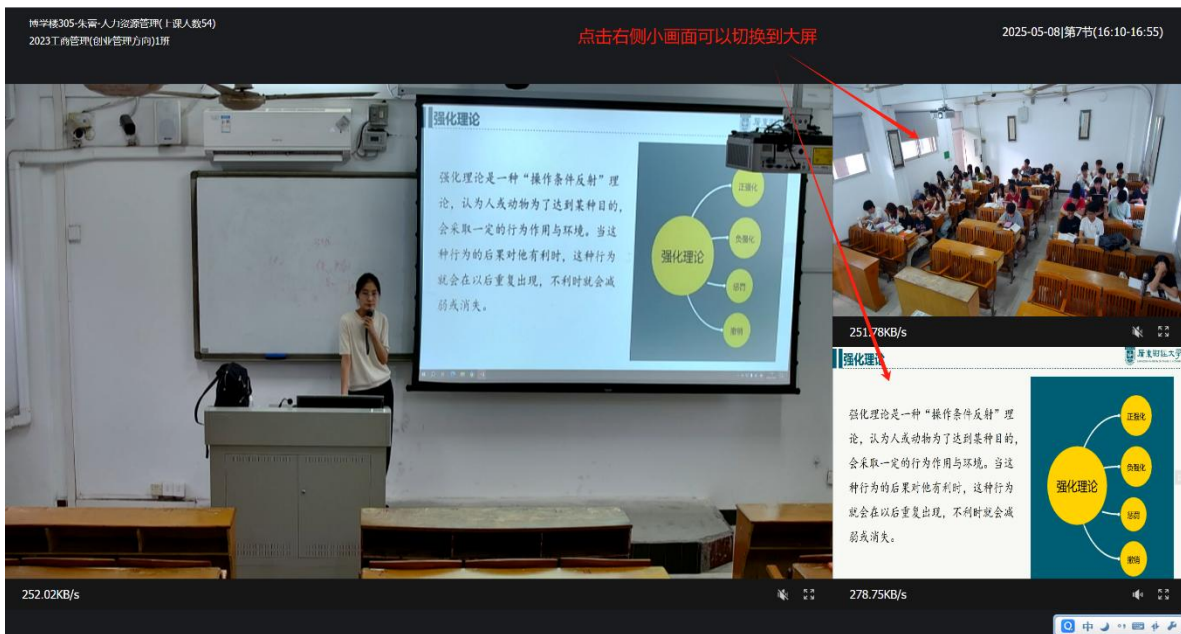 博学楼305-朱雷-人力资源管理(上课人数54)
2023工商管理(创业管理方向)1班
点击右侧小画面可以切换到大屏
2025-05-08|第7节(16:10-16:55)
强化理论
强化理论是一种“操作条件反射”理
论，认为人或动物为了达到某种目的，
会采取一定的行为作用与环境。当这
种行为的后果对他有利时，这种行为
就会在以后重复出现，不利时就会减
弱或消失。
强化理论
正强化
负强化
惩罚
撤销
252.02KB/s
251.78KB/s
强化理论
强化理论是一种“操作条件反射”理
论，认为人或动物为了达到某种目的，
会采取一定的行为作用与环境。当这
种行为的后果对他有利时，这种行为
就会在以后重复出现，不利时就会减
弱或消失。
强化理论
正强化
负强化
惩罚
撤销
278.75KB/s
中